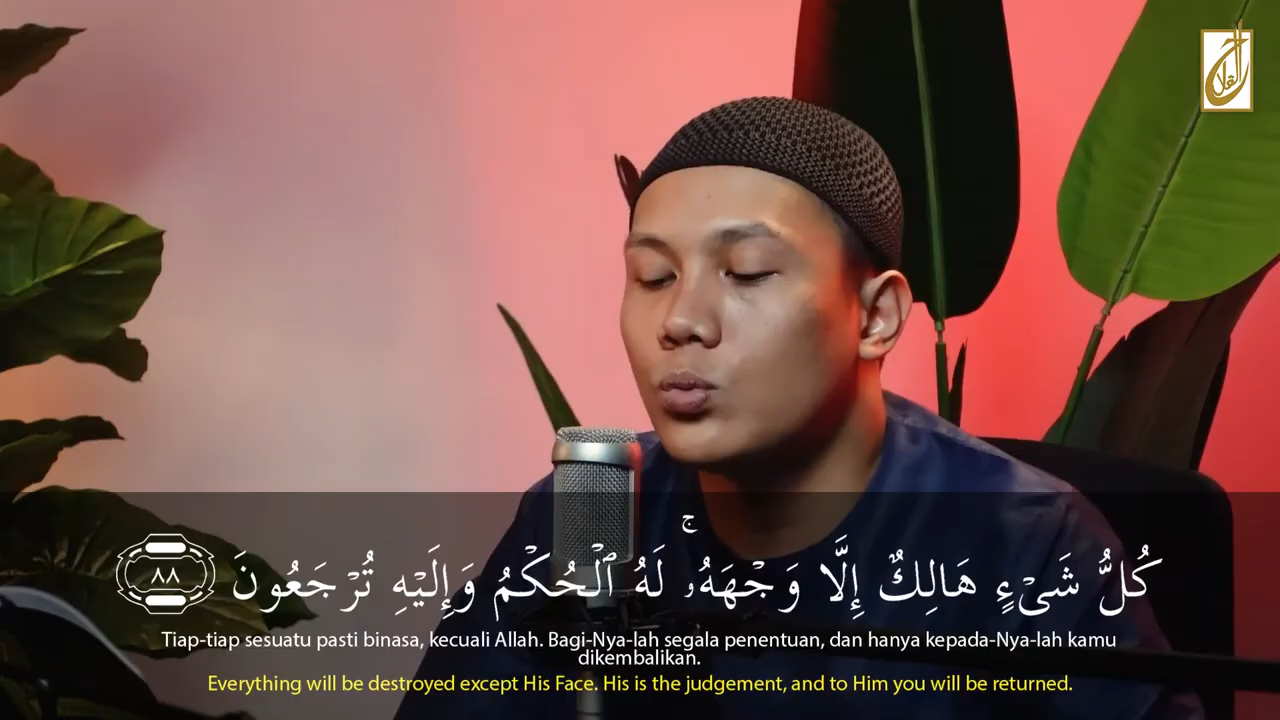 الفلاح
كُلُّ شَىْءٍ هَالِكٌ إِلَّا وَجْهَهُۥ ۚ لَهُ ٱلْحُكْمُ وَإِلَيْهِ تُرْجَعُونَ ٨٨
Tiap-tiap sesuatu pasti binasa, kecuali Allah. Bagi-Nya-lah segala penentuan, dan hanya kepada-Nya-lah kamu
dikembalikan.
Everything will be destroyed except His Face. His is the judgement, and to Him you will be returned.